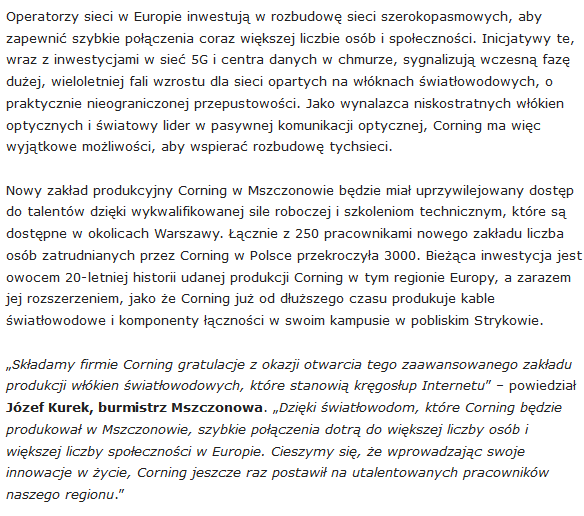 Operatorzy sieci w Europie inwestują w rozbudowę sieci szerokopasmowych, aby
zapewnić szybkie połączenia coraz większej liczbie osób i społeczności. Inicjatywy te,
wraz z inwestycjami w sieć 5G i centra danych w chmurze, sygnalizują wczesną fazę
dużej, wieloletniej fali wzrostu dla sieci opartych na włóknach światłowodowych, o
praktycznie nieograniczonej przepustowości. Jako wynalazca niskostratnych włókien
optycznych i światowy lider w pasywnej komunikacji optycznej, Corning ma więc
wyjątkowe możliwości, aby wspierać rozbudowę tychsieci.

Nowy zakład produkcyjny Corning w Mszczonowie będzie miał uprzywilejowany dostęp
do talentów dzięki wykwalifikowanej sile roboczej i szkoleniom technicznym, które są
dostępne w okolicach Warszawy. Łącznie z 250 pracownikami nowego zakładu liczba
osób zatrudnianych przez Corning w Polsce przekroczyła 3000. Bieżąca inwestycja jest
owocem 20-letniej historii udanej produkcji Corning w tym regionie Europy, a zarazem
jej rozszerzeniem, jako że Corning już od dłuższego czasu produkuje kable
światłowodowe i komponenty łączności w swoim kampusie w pobliskim Strykowie.

„Składamy firmie Corning gratulacje z okazji otwarcia tego zaawansowanego zakładu
produkcji włókien światłowodowych, które stanowią kręgosłup Internetu” – powiedział
Józef Kurek, burmistrz Mszczonowa. „Dzięki światłowodom, które Corning będzie
produkował w Mszczonowie, szybkie połączenia dotrą do większej liczby osób i
większej liczby społeczności w Europie. Cieszymy się, że wprowadzając swoje
innowacje w życie, Corning jeszcze raz postawił na utalentowanych pracowników
naszego regionu.”